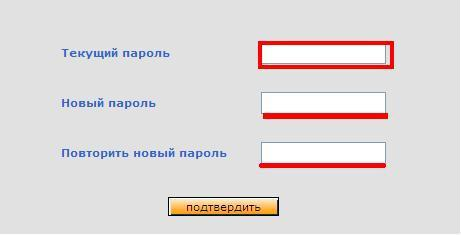 Текущий пароль
Новый пароль
Повторить новый пароль
подтвердить